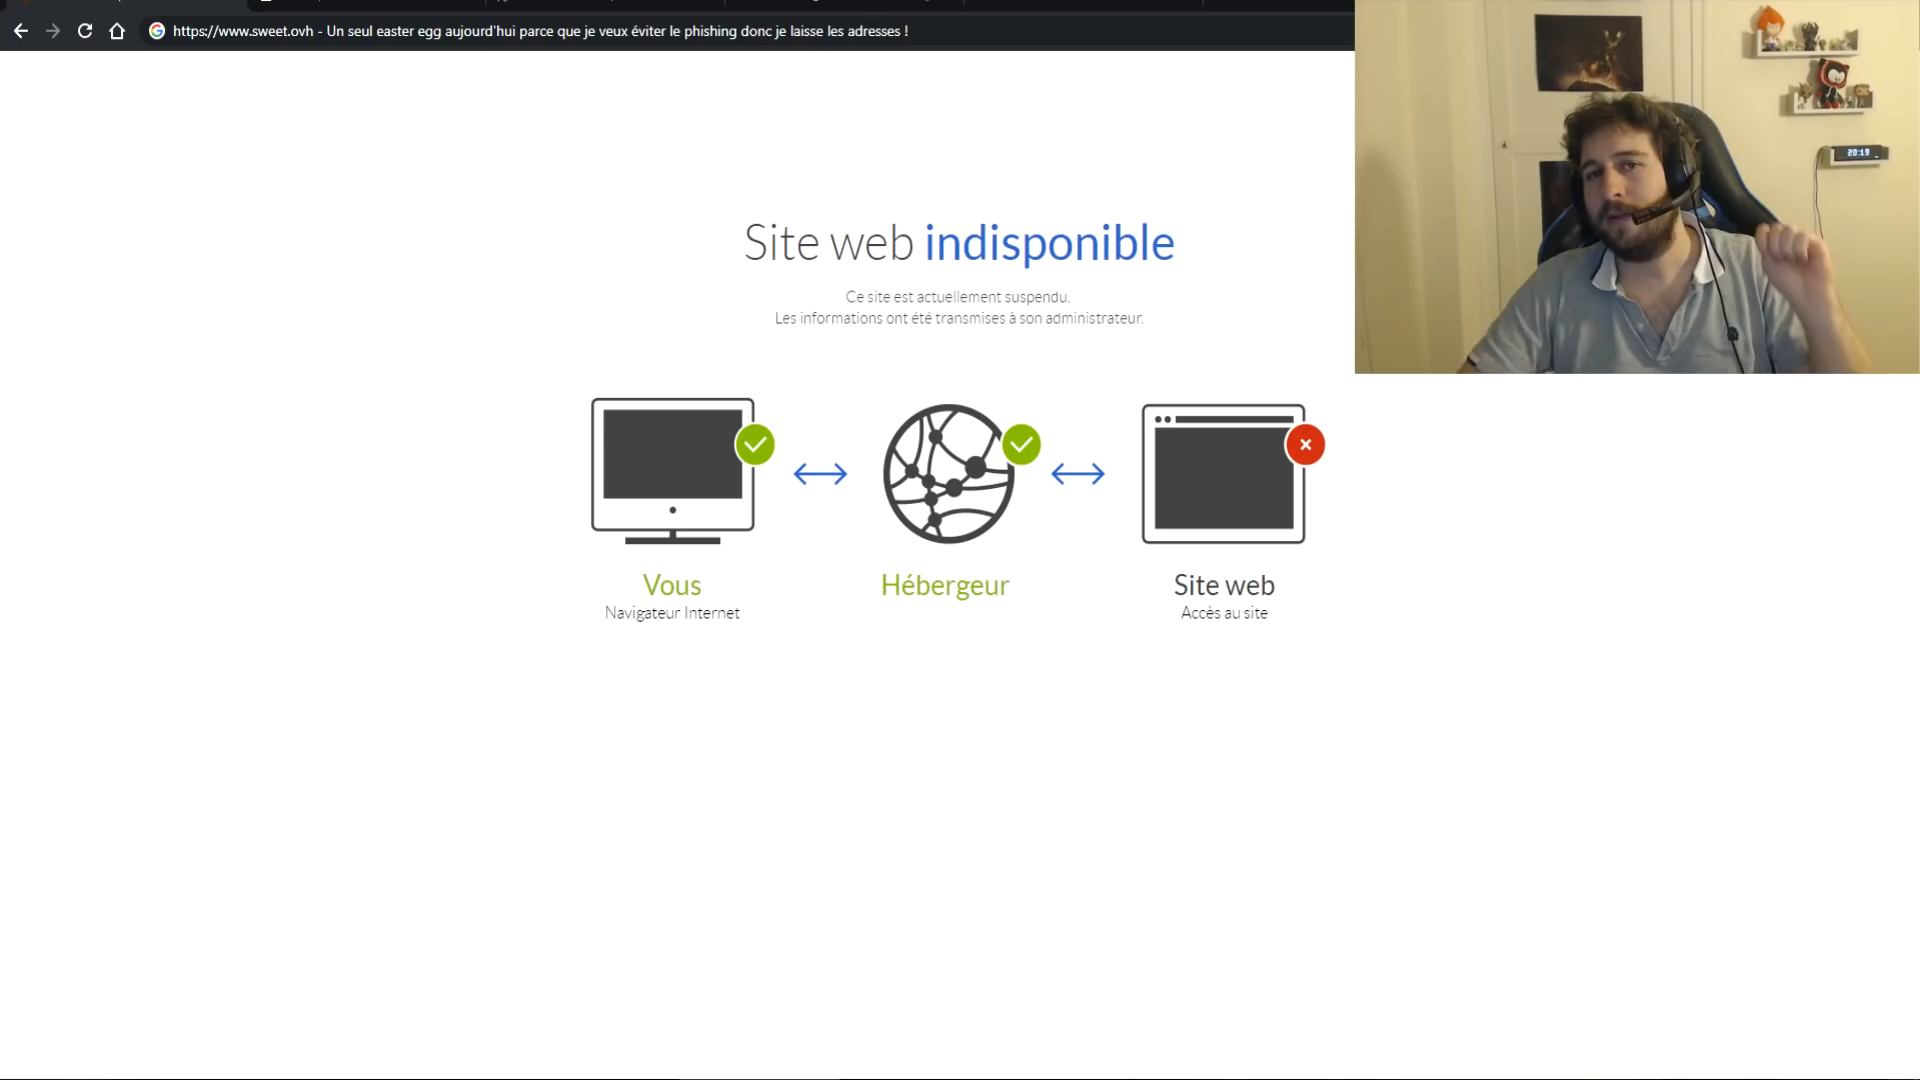 https://www.sweet.ovh - Un seul easter egg aujourd'hui parce que je veux éviter le phishing donc je laisse les adresses !
20:19
Site web indisponible
Ce site est actuellement suspendu.
Les informations ont été transmises à son administrateur.
Vous
Navigateur Internet
Hébergeur
Site web
Accès au site